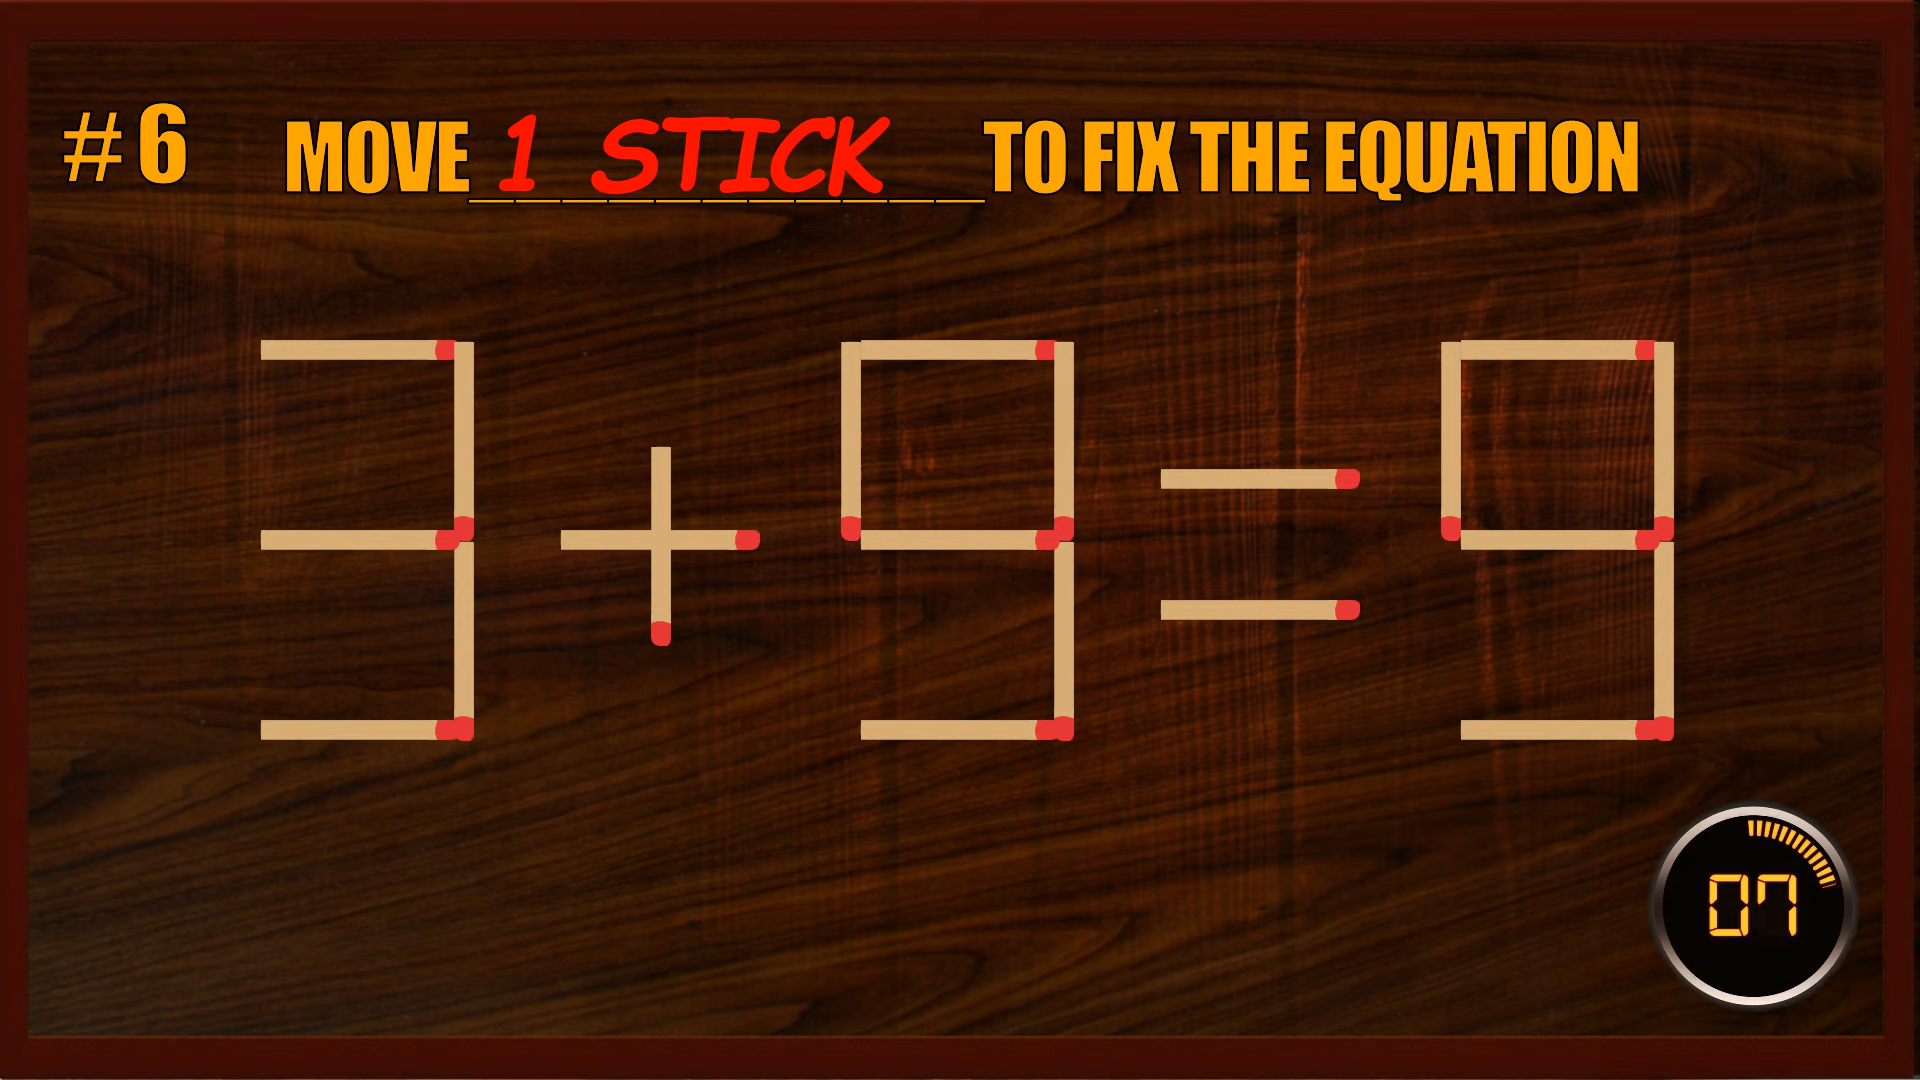 #6 MOVE 1 STICK TO FIX THE EQUATION
3 + 9 = 9
07